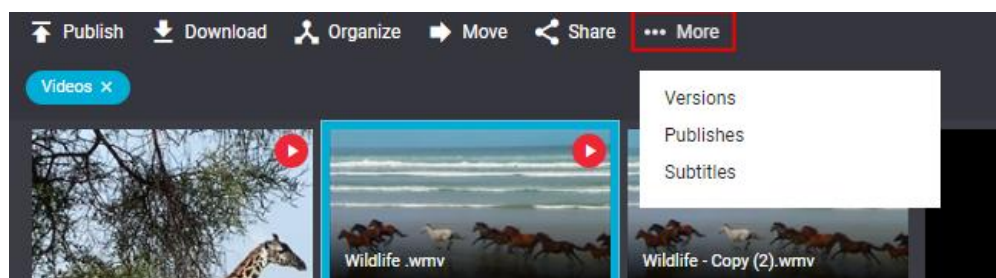 Publish Download Organize Move Share ••• More
Videos ×
Versions
Publishes
Subtitles
Wildlife .wmv Wildlife - Copy (2).wmv